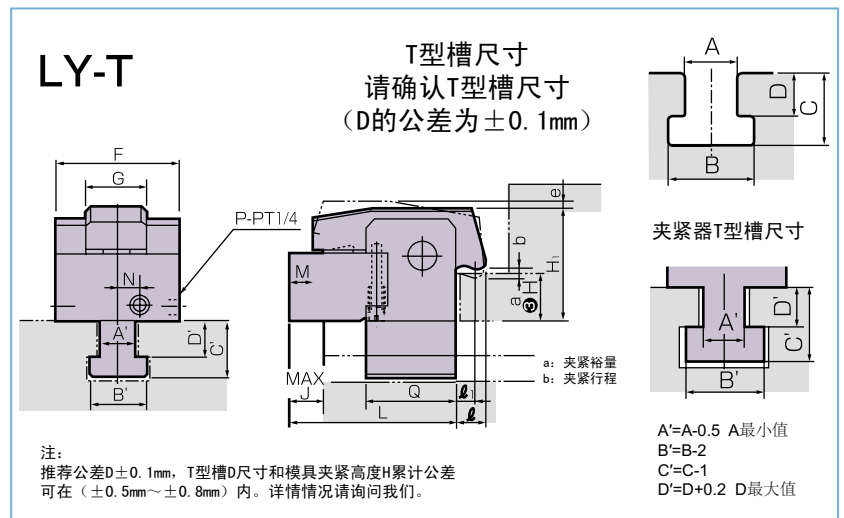 LY-T
T型槽尺寸
请确认T型槽尺寸
（D的公差为±0.1mm）
A
D
C
B
F
G
P-PT1/4
N
A'
D'
C'
B'
M
e
b
H1
a
③H
MAX
J
Q
ℓ1
L
ℓ
a：夹紧裕量
b：夹紧行程
夹紧器T型槽尺寸
A'
D'
C'
B'
A′=A-0.5 A最小值
B′=B-2
C′=C-1
D′=D+0.2 D最大值
注：
推荐公差D±0.1mm，T型槽D尺寸和模具夹紧高度H累计公差
可在（±0.5mm～±0.8mm）内。详情情况请询问我们。